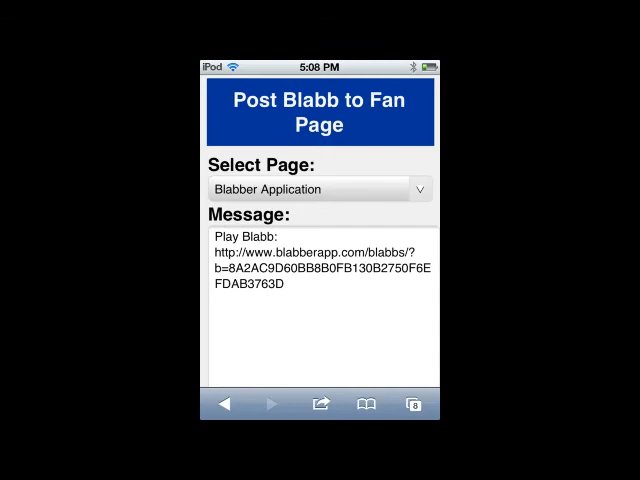 iPod 5:08 PM
Post Blabb to Fan
Page
Select Page:
Blabber Application
Message:
Play Blabb:
http://www.blabberapp.com/blabbs/?
b=8A2AC9D60BB8B0FB130B2750F6E
FDAB3763D
8